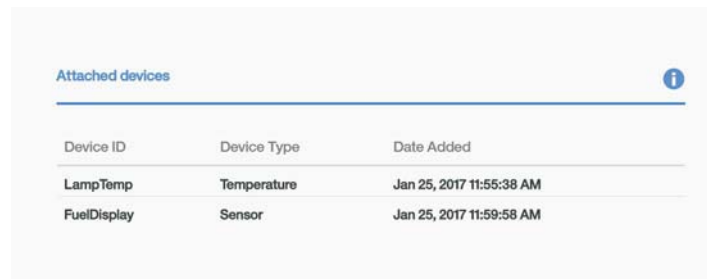 Attached devices
Device ID Device Type Date Added
LampTemp Temperature Jan 25, 2017 11:55:38 AM
FuelDisplay Sensor Jan 25, 2017 11:59:58 AM